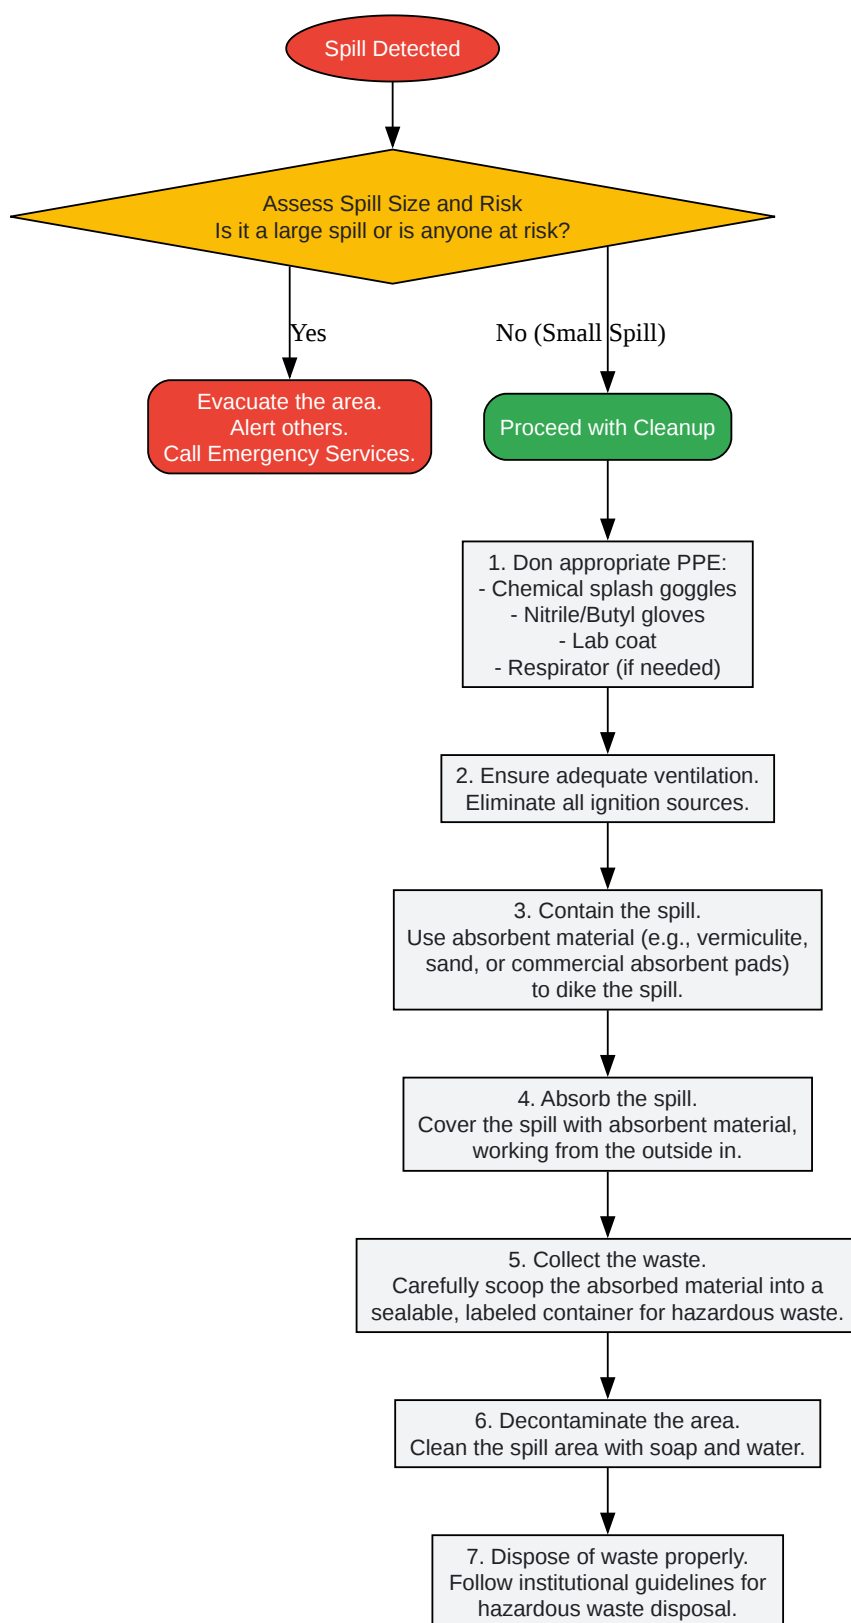 Spill Detected
Assess Spill Size and Risk
Is it a large spill or is anyone at risk?
Yes
No (Small Spill)
Evacuate the area.
Alert others.
Call Emergency Services.
Proceed with Cleanup
1. Don appropriate PPE:
- Chemical splash goggles
- Nitrile/Butyl gloves
- Lab coat
- Respirator (if needed)
2. Ensure adequate ventilation.
Eliminate all ignition sources.
3. Contain the spill.
Use absorbent material (e.g., vermiculite,
sand, or commercial absorbent pads)
to dike the spill.
4. Absorb the spill.
Cover the spill with absorbent material,
working from the outside in.
5. Collect the waste.
Carefully scoop the absorbed material into a
sealable, labeled container for hazardous waste.
6. Decontaminate the area.
Clean the spill area with soap and water.
7. Dispose of waste properly.
Follow institutional guidelines for
hazardous waste disposal.